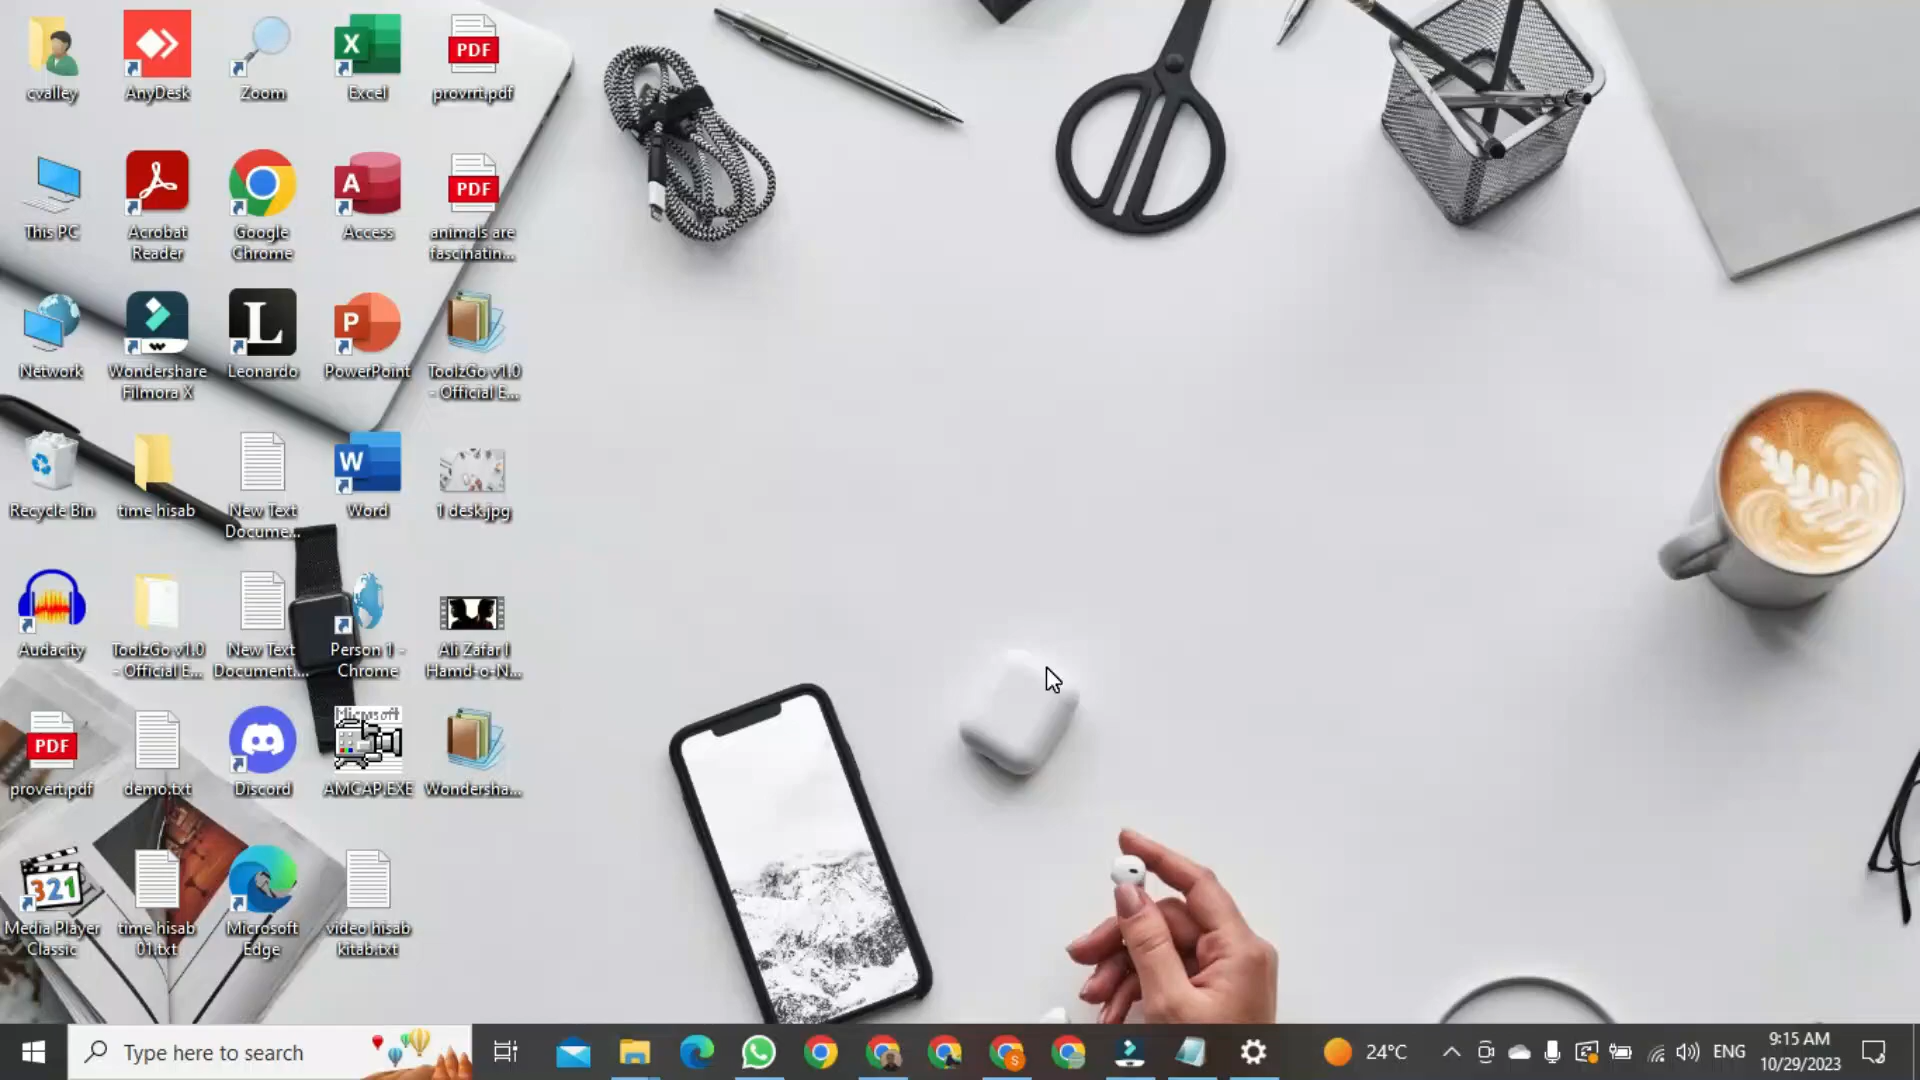 cvalley
AnyDesk
Zoom
Excel
PDF
provrrt.pdf
This PC
Acrobat
Reader
Google
Chrome
Access
PDF
animals are
fascinatin...
Network
Wondershare
Filmora X
L
Leonardo
PowerPoint
ToolzGo v1.0
- Official E...
Recycle Bin
time hisab
New Text
Docume...
Word
1 desk.jpg
Audacity
ToolzGo v1.0
- Official E...
New Text
Document....
Person 1 -
Chrome
Ali Zafar I
Hamd-o-N...
PDF
provert.pdf
demo.txt
Discord
Microsoft
AMCAP.EXE
Wondersha...
321
Media Player
Classic
time hisab
01.txt
Microsoft
Edge
video hisab
kitab.txt
Type here to search
24°C
ENG
9:15 AM
10/29/2023